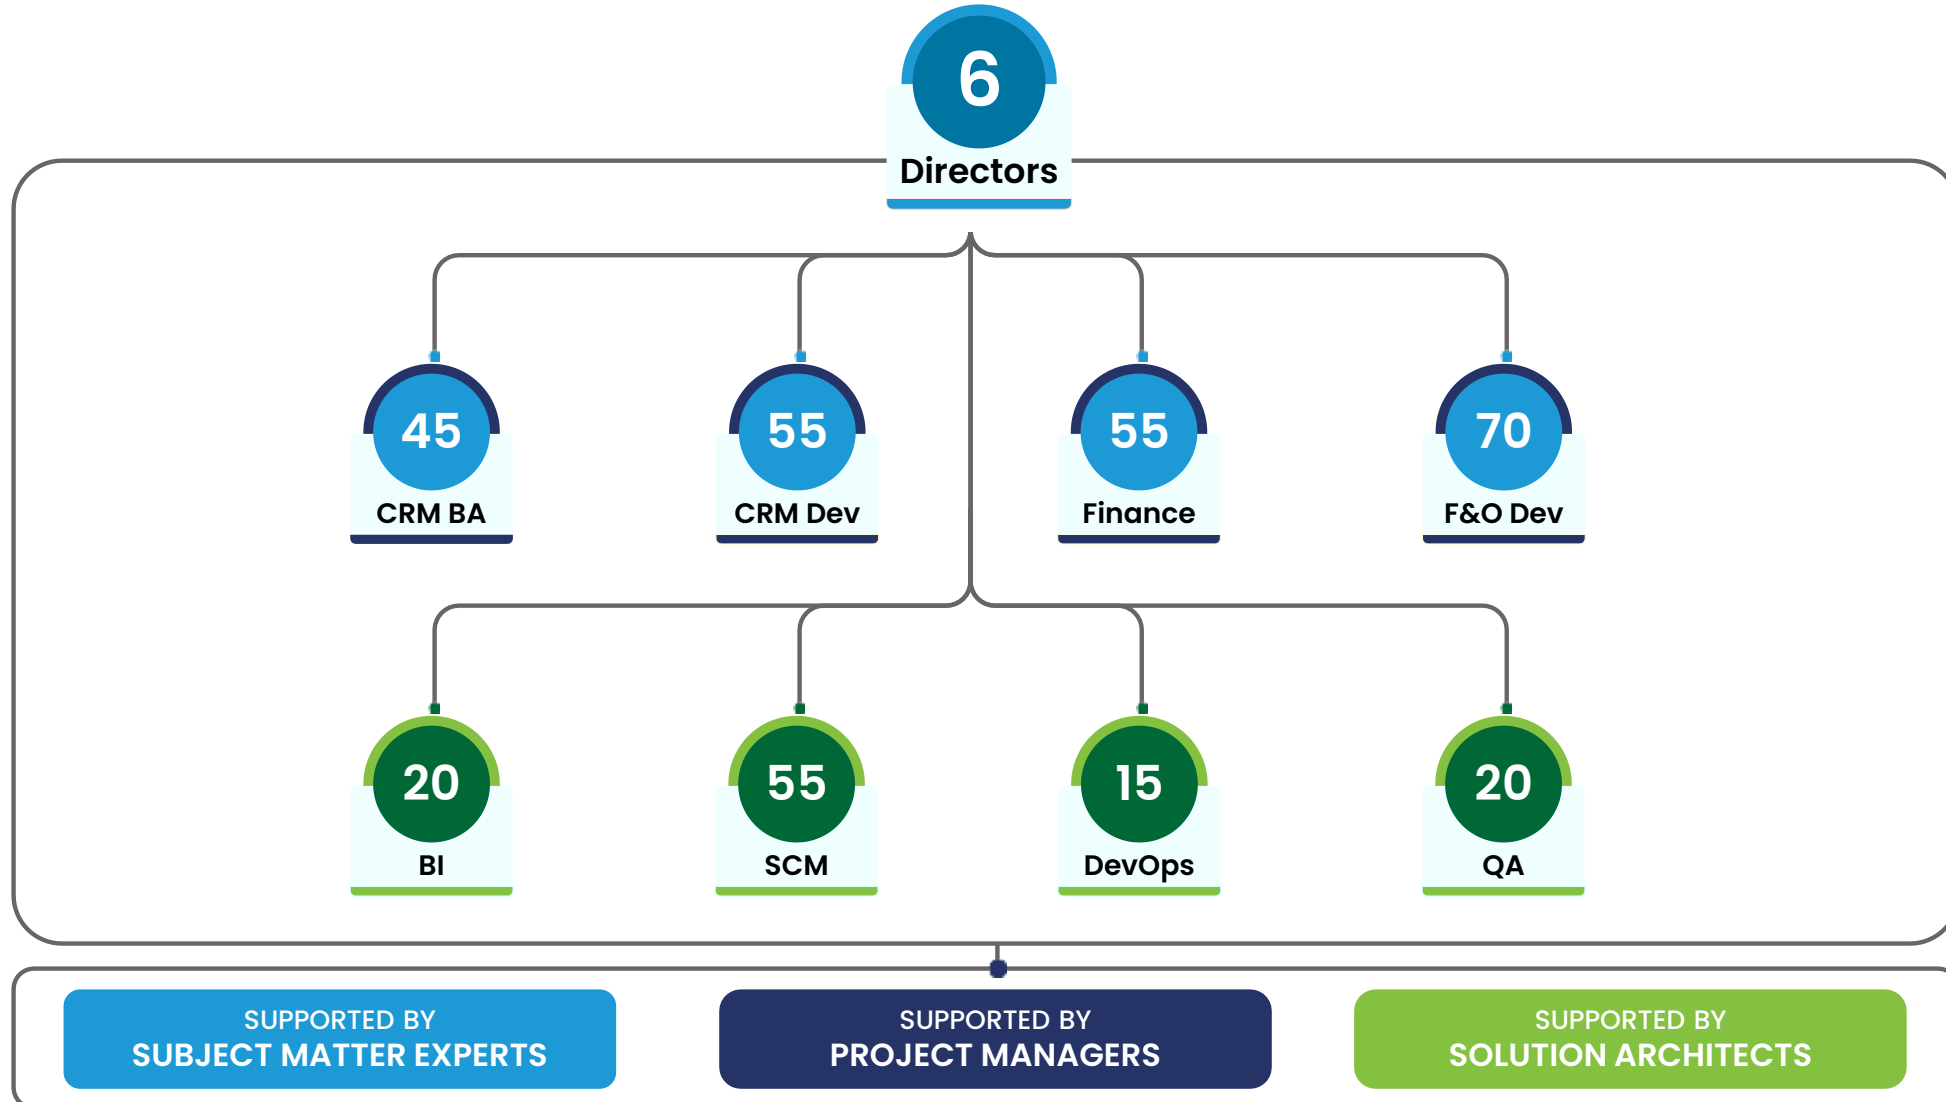 6
Directors
45
55
55
70
CRM BA
CRM Dev
Finance
F&O Dev
20
55
15
20
BI
SCM
DevOps
QA
SUPPORTED BY
SUBJECT MATTER EXPERTS
SUPPORTED BY
PROJECT MANAGERS
SUPPORTED BY
SOLUTION ARCHITECTS